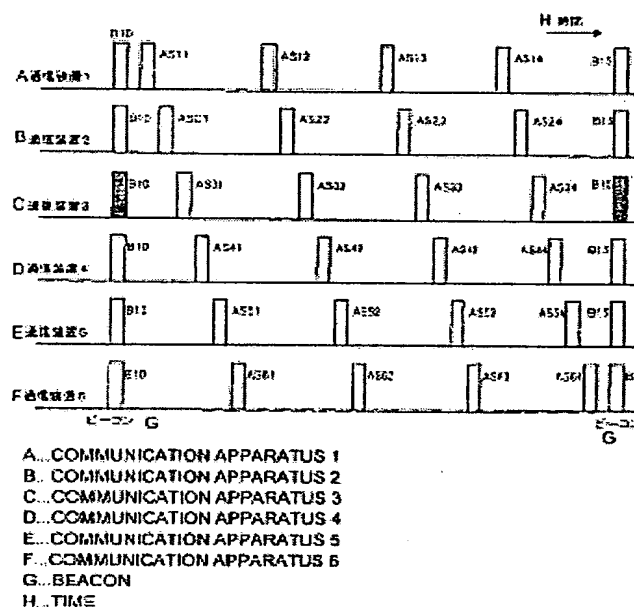 B10 AS11 AS12 AS13 AS14 H 時間 B15
A 通信装置1
B10 AS21 AS22 AS23 AS24 B15
B 通信装置2
B10 AS31 AS32 AS33 AS34 B15
C 通信装置3
B10 AS41 AS42 AS43 AS44 B15
D 通信装置4
B10 AS51 AS52 AS53 AS54 B15
E 通信装置5
B10 AS61 AS62 AS63 AS64
F 通信装置6
ビーコン G ビーコン
G
A...COMMUNICATION APPARATUS 1
B.. COMMUNICATION APPARATUS 2
C...COMMUNICATION APPARATUS 3
D...COMMUNICATION APPARATUS 4
E...COMMUNICATION APPARATUS 5
F...COMMUNICATION APPARATUS 6
G...BEACON
H...TIME